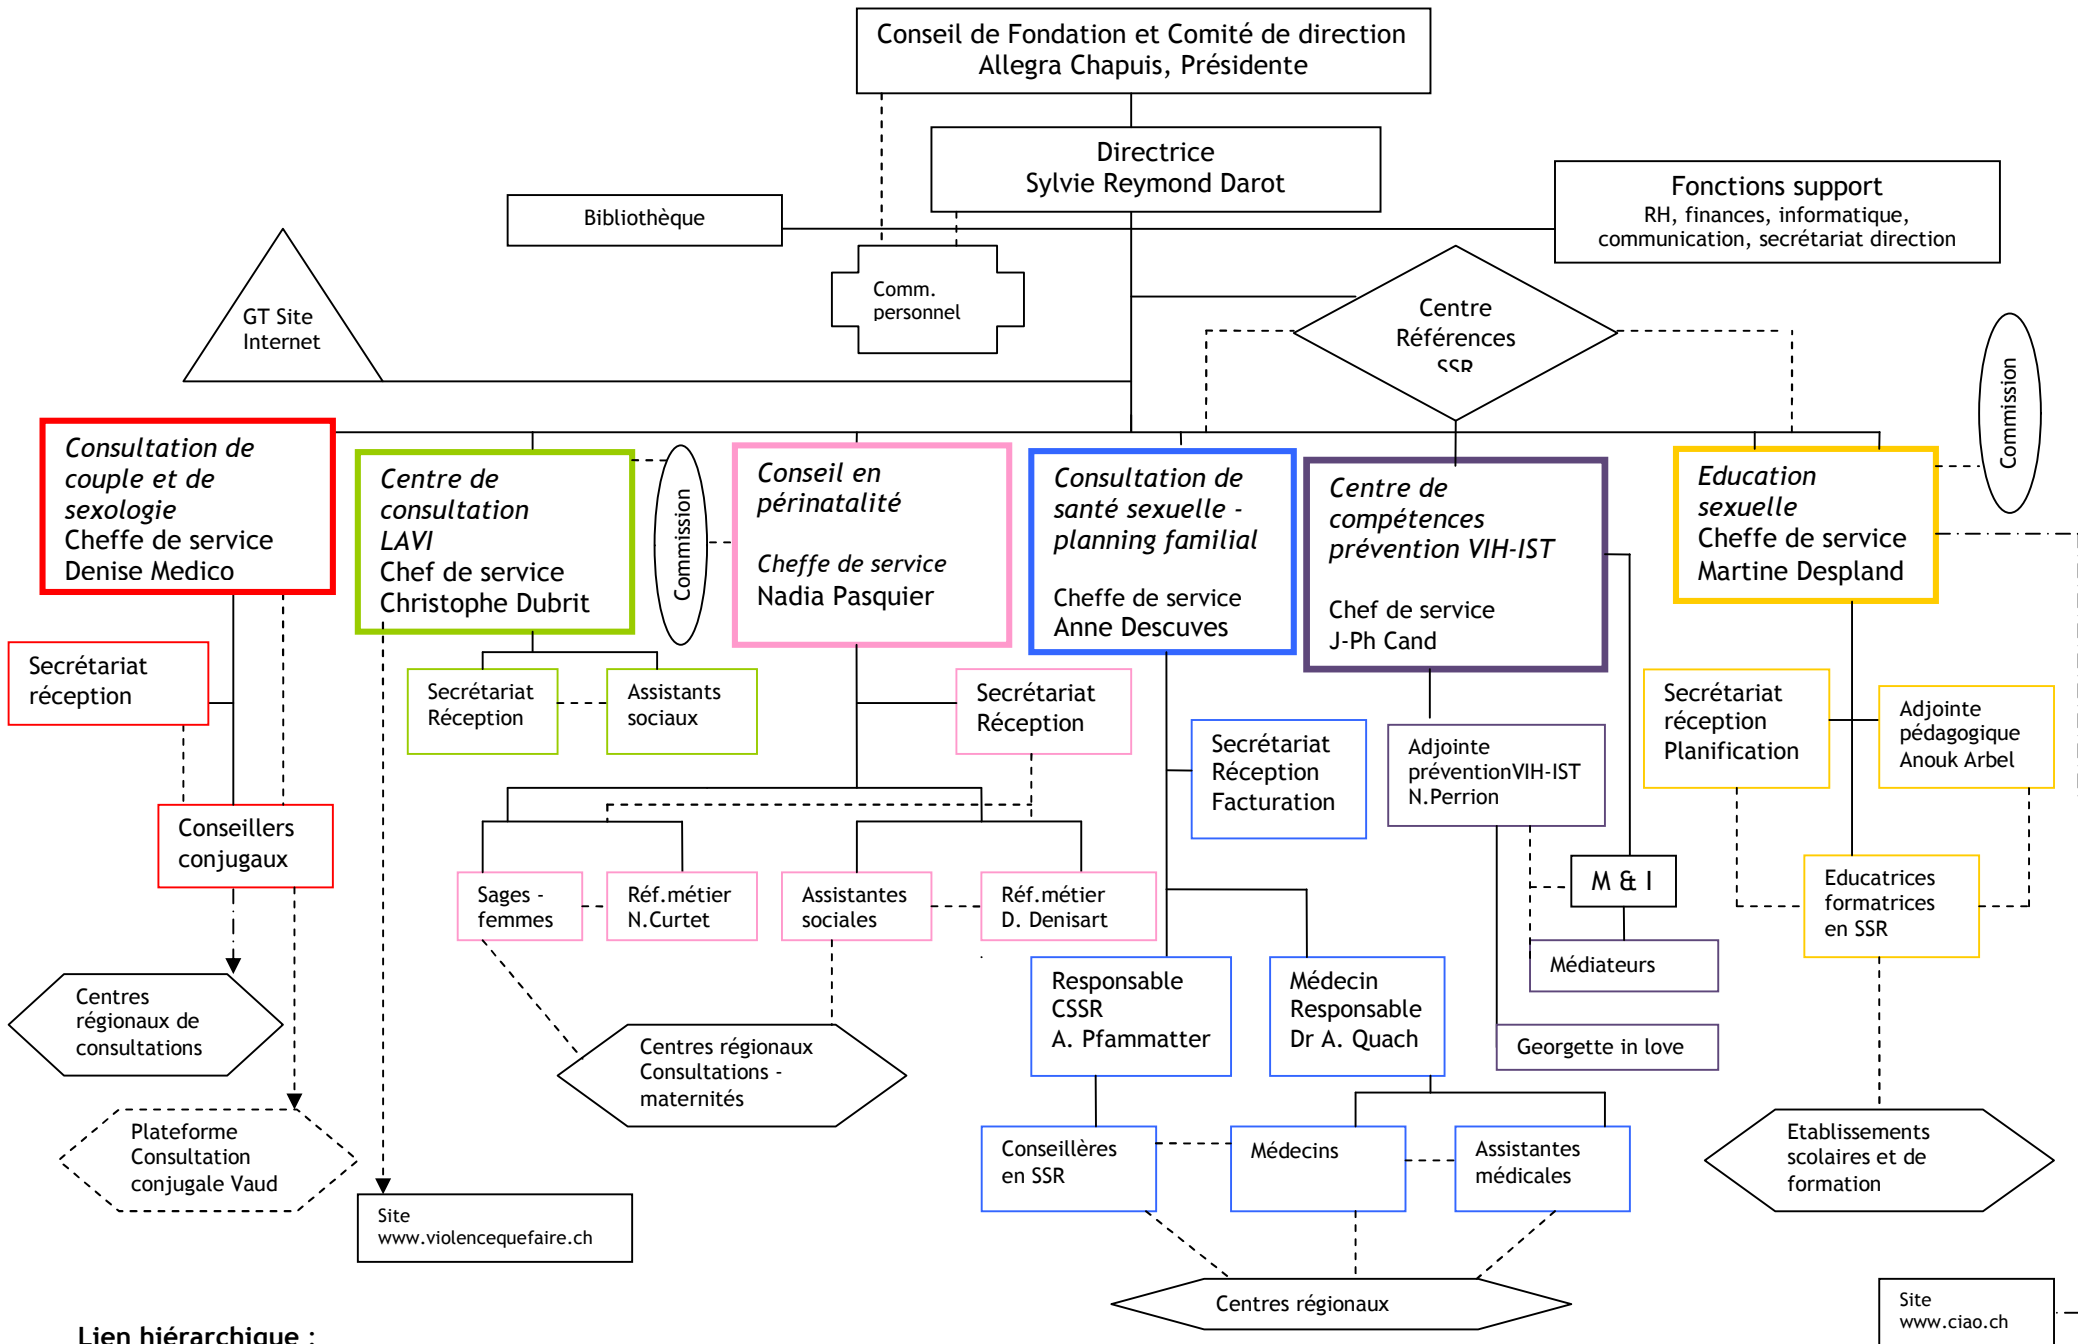 Conseil de Fondation et Comité de direction
Allegra Chapuis, Présidente
Directrice
Sylvie Reymond Darot
Bibliothèque
Fonctions support
RH, finances, informatique,
communication, secrétariat direction
Comm.
personnel
GT Site
Internet
Centre
Références
SSR
Commission
Consultation de
couple et de
sexologie
Cheffe de service
Denise Medico
Centre de
consultation
LAVI
Chef de service
Christophe Dubrit
Commission
Conseil en
périnatalité
Cheffe de service
Nadia Pasquier
Consultation de
santé sexuelle -
planning familial
Cheffe de service
Anne Descuves
Centre de
compétences
prévention VIH-IST
Chef de service
J-Ph Cand
Education
sexuelle
Cheffe de service
Martine Despland
Secrétariat
réception
Secrétariat
Réception
Assistants
sociaux
Secrétariat
Réception
Secrétariat
Réception
Facturation
Adjointe
préventionVIH-IST
N.Perrion
Secrétariat
réception
Planification
Adjointe
pédagogique
Anouk Arbel
Conseillers
conjugaux
Sages -
femmes
Réf.métier
N.Curtet
Assistantes
sociales
Réf.métier
D. Denisart
M & I
Educatrices
formatrices
en SSR
Médiateurs
Responsable
CSSR
A. Pfammatter
Médecin
Responsable
Dr A. Quach
Georgette in love
Centres
régionaux de
consultations
Centres régionaux
Consultations -
maternités
Plateforme
Consultation
conjugale Vaud
Conseillères
en SSR
Médecins
Assistantes
médicales
Etablissements
scolaires et de
formation
Site
www.violencequefaire.ch
Centres régionaux
Site
www.ciao.ch
Lien hiérarchique :